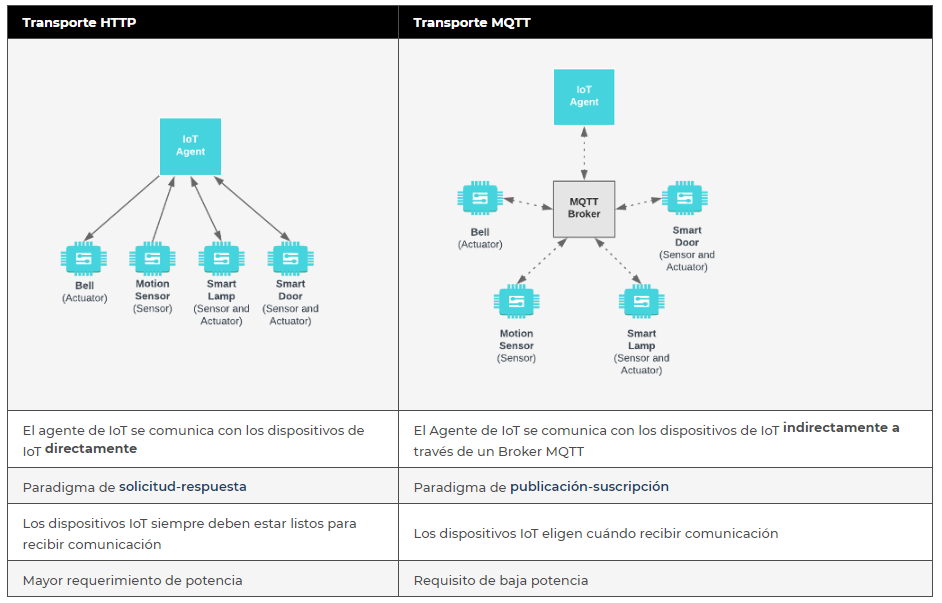 Transporte HTTP
Transporte MQTT
IoT
Agent
Bell
(Actuator)
Motion
Sensor
(Sensor)
Smart
Lamp
(Sensor and
Actuator)
Smart
Door
(Sensor and
Actuator)
IoT
Agent
MQTT
Broker
Bell
(Actuator)
Smart
Door
(Sensor and
Actuator)
Motion
Sensor
(Sensor)
Smart
Lamp
(Sensor and
Actuator)
El agente de IoT se comunica con los dispositivos de
IoT directamente
El Agente de IoT se comunica con los dispositivos de IoT indirectamente a
través de un Broker MQTT
Paradigma de solicitud-respuesta
Paradigma de publicación-suscripción
Los dispositivos IoT siempre deben estar listos para
recibir comunicación
Los dispositivos IoT eligen cuándo recibir comunicación
Mayor requerimiento de potencia
Requisito de baja potencia